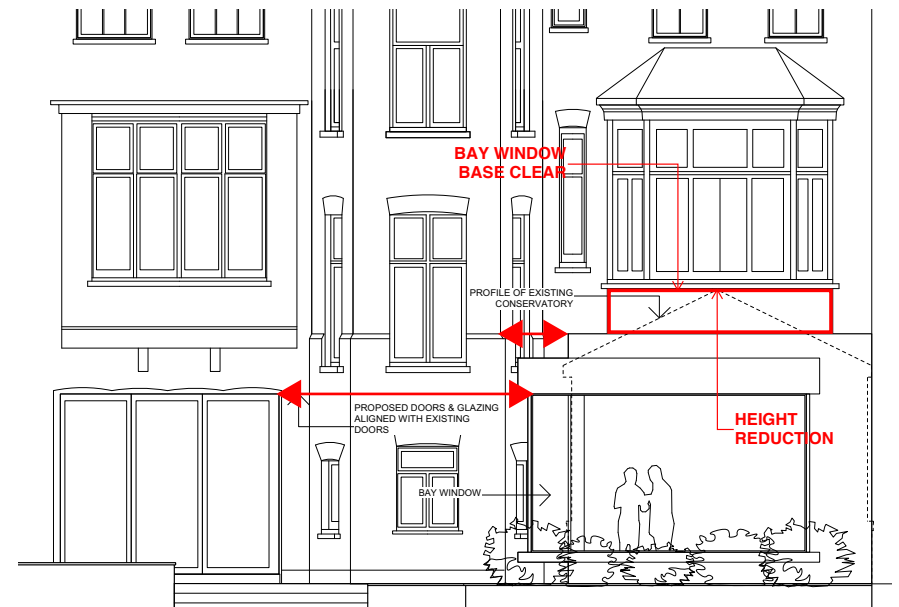 BAY WINDOW
BASE CLEAR
PROFILE OF EXISTING
CONSERVATORY
PROPOSED DOORS & GLAZING
ALIGNED WITH EXISTING
DOORS
HEIGHT
REDUCTION
BAY WINDOW